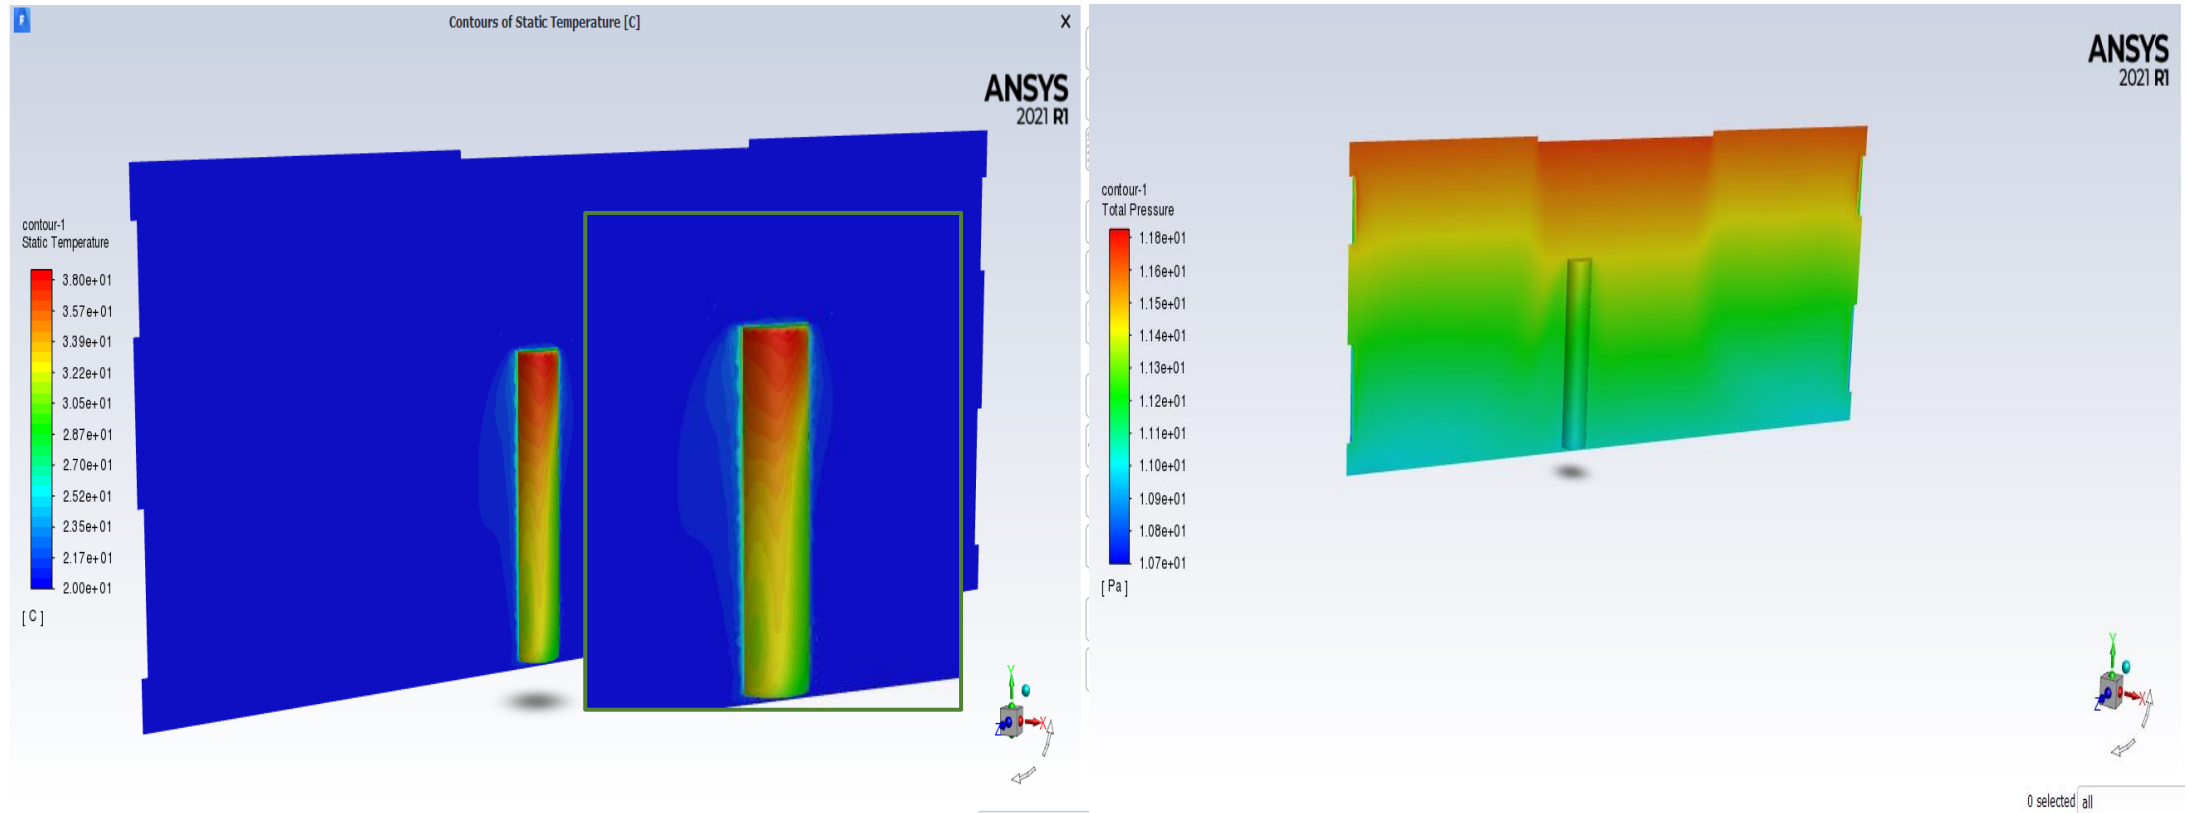 F
Contours of Static Temperature [C]
X
ANSYS
2021 R1
contour-1
Static Temperature
3.80e+01
3.57e+01
3.39e+01
3.22e+01
3.05e+01
2.87e+01
2.70e+01
2.52e+01
2.35e+01
2.17e+01
2.00e+01
[ C ]
Y
X
Z
ANSYS
2021 R1
contour-1
Total Pressure
1.18e+01
1.16e+01
1.15e+01
1.14e+01
1.13e+01
1.12e+01
1.11e+01
1.10e+01
1.09e+01
1.08e+01
1.07e+01
[ Pa ]
Y
X
Z
0 selected all